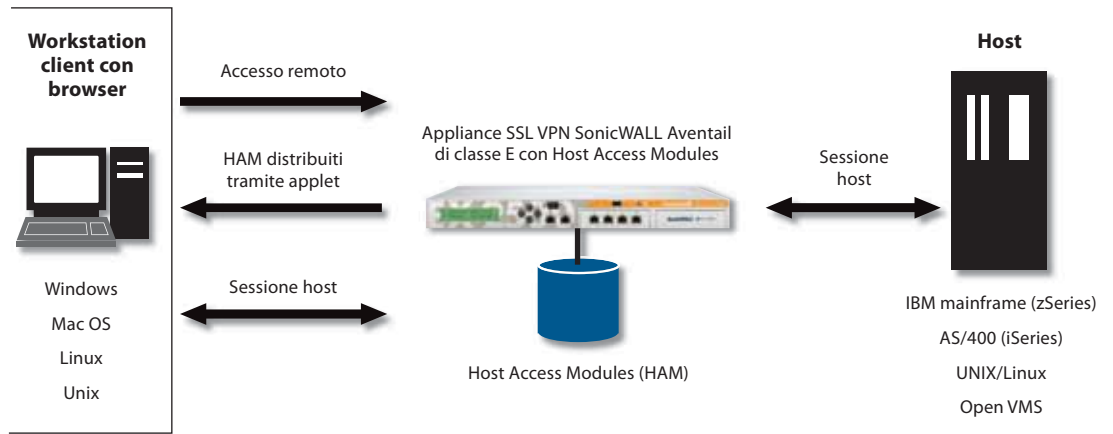 Workstation
client con
browser
Accesso remoto
HAM distribuiti
tramite applet
Sessione host
Windows
Mac OS
Linux
Unix
Appliance SSL VPN SonicWALL Aventail
di classe E con Host Access Modules
Host Access Modules (HAM)
Sessione
host
Host
IBM mainframe (zSeries)
AS/400 (iSeries)
UNIX/Linux
Open VMS